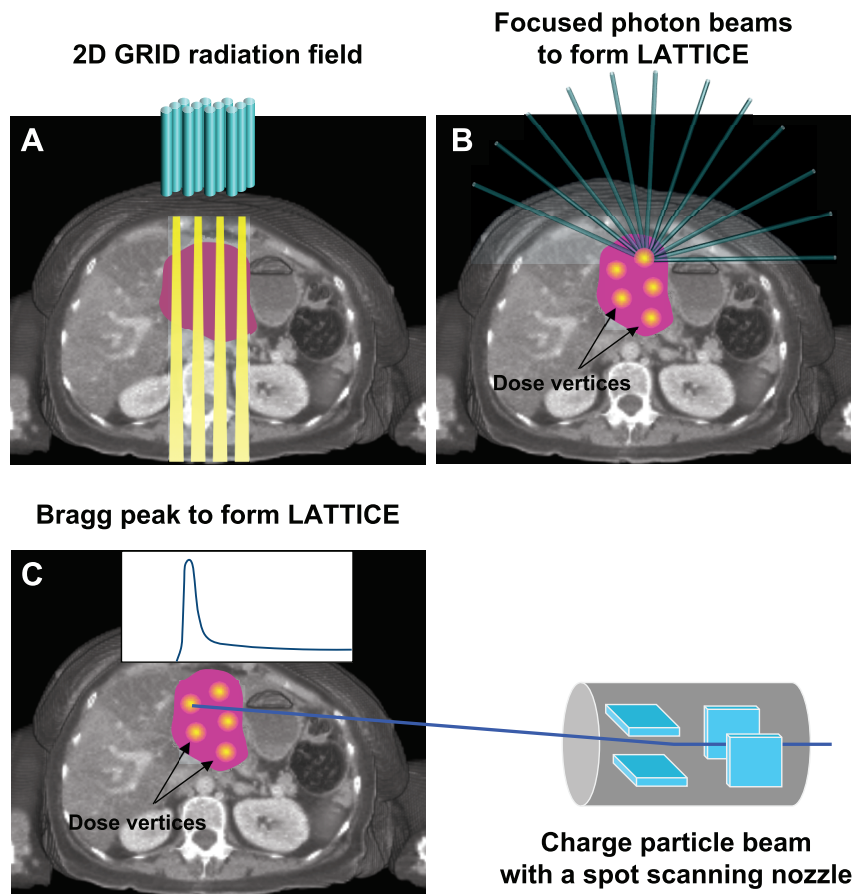 2D GRID radiation field
Focused photon beams
to form LATTICE
A
B
Dose vertices
Bragg peak to form LATTICE
C
Dose vertices
Charge particle beam
with a spot scanning nozzle